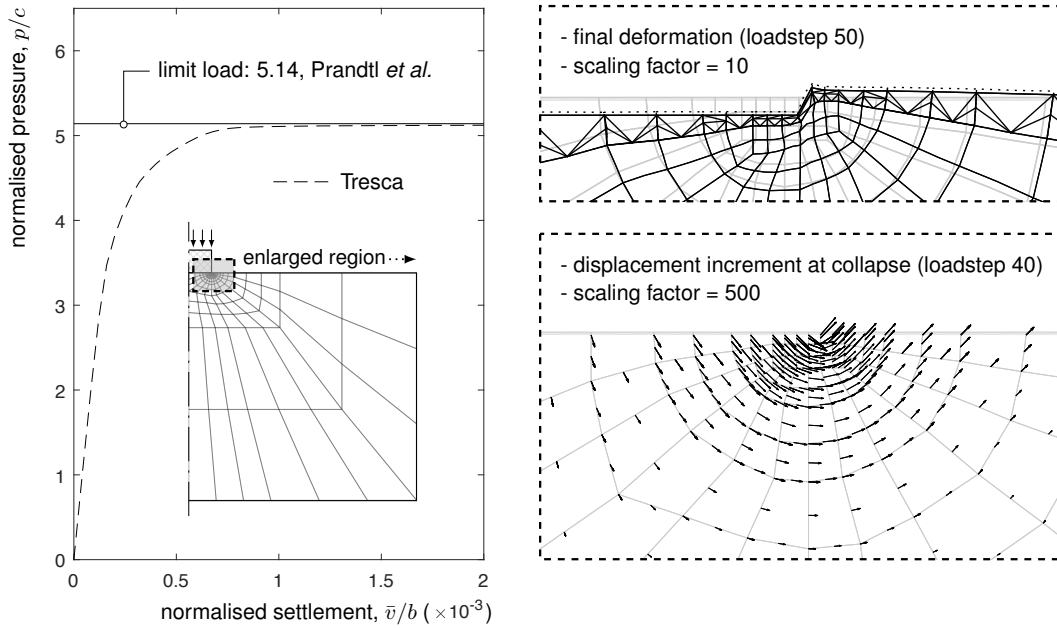 normalised pressure, p/c
6
5
4
3
2
1
0
limit load: 5.14, Prandtl et al.
Tresca
enlarged region
0
0.5
1
1.5
2
normalised settlement, v̄/b (×10⁻³)
- final deformation (loadstep 50)
- scaling factor = 10
- displacement increment at collapse (loadstep 40)
- scaling factor = 500